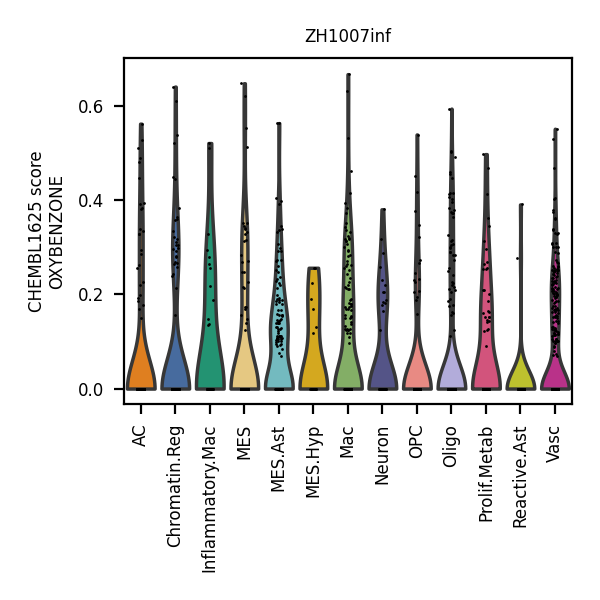 ZH1007inf
CHEMBL1625 score
OXYBENZONE
0.6
0.4
0.2
0.0
AC
Chromatin.Reg
Inflammatory.Mac
MES
MES.Ast
MES.Hyp
Mac
Neuron
OPC
Oligo
Prolif.Metab
Reactive.Ast
Vasc